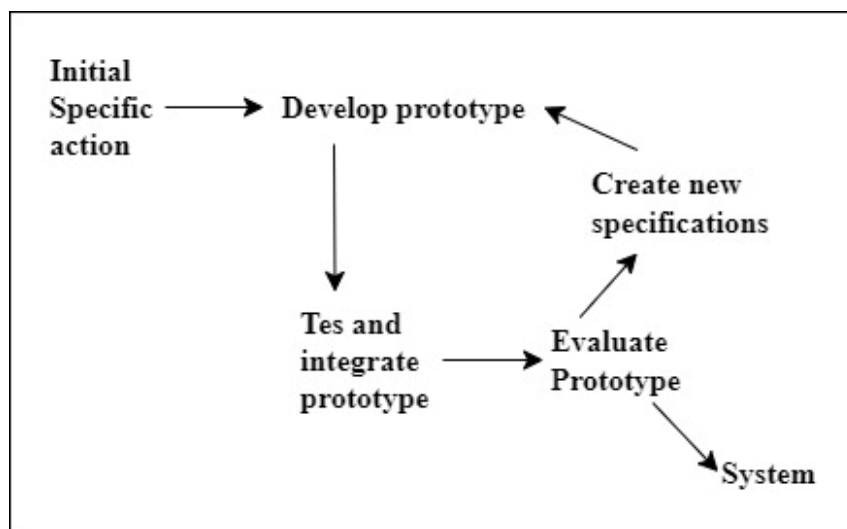 Initial
Specific
action
Develop prototype
Create new
specifications
Tes and
integrate
prototype
Evaluate
Prototype
System